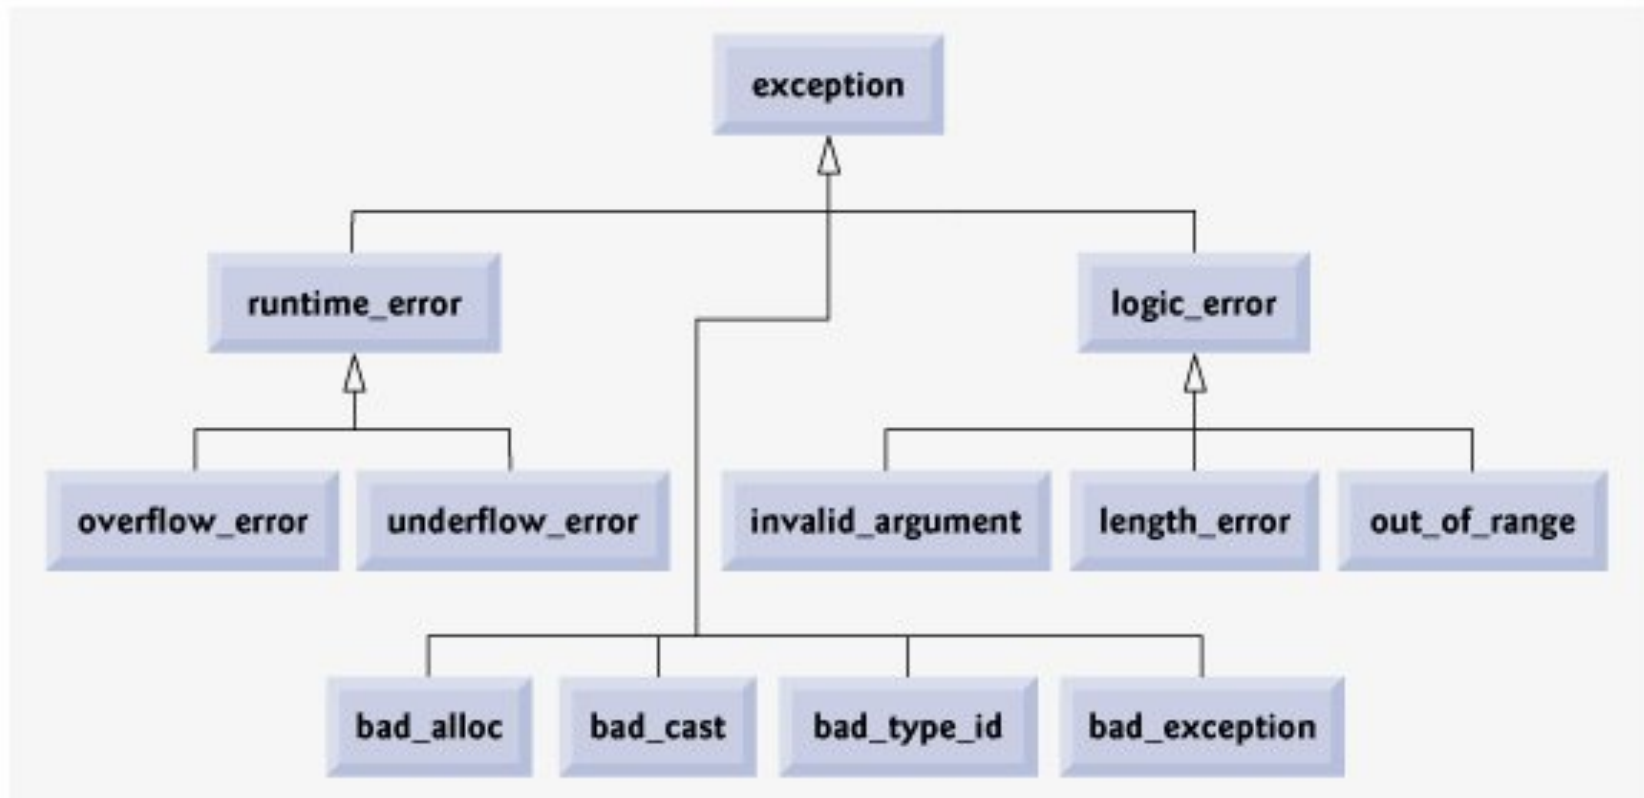 exception
runtime_error
logic_error
overflow_error
underflow_error
invalid_argument
length_error
out_of_range
bad_alloc
bad_cast
bad_type_id
bad_exception